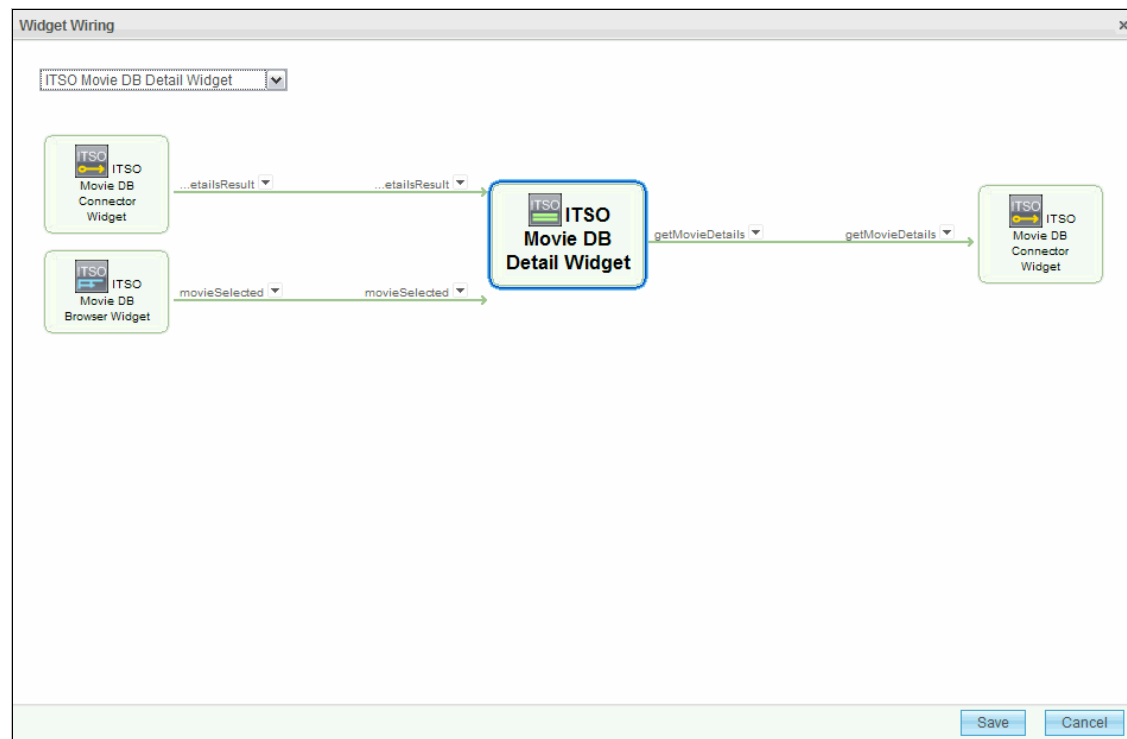 Widget Wiring
x
ITSO Movie DB Detail Widget
ITSO ITSO
Movie DB
Connector
Widget
...etailsResult
...etailsResult
ITSO ITSO
Movie DB
Detail Widget
getMovieDetails
getMovieDetails
ITSO ITSO
Movie DB
Connector
Widget
ITSO ITSO
Movie DB
Browser Widget
movieSelected
movieSelected
Save
Cancel